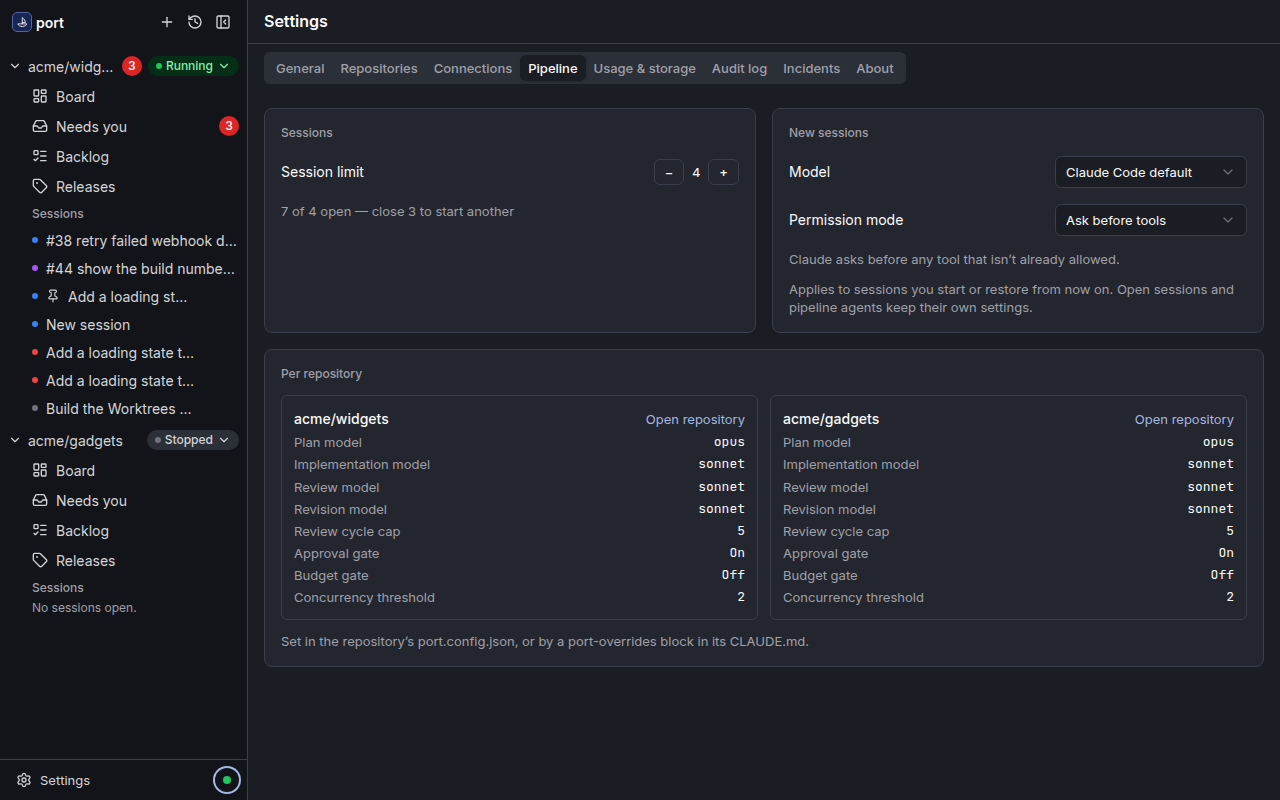 port
acme/widg... 3 Running
Board
Needs you 3
Backlog
Releases
Sessions
#38 retry failed webhook d...
#44 show the build numbe...
Add a loading st...
New session
Add a loading state t...
Add a loading state t...
Build the Worktrees ...
acme/gadgets Stopped
Board
Needs you
Backlog
Releases
Sessions
No sessions open.
Settings
Settings
General Repositories Connections Pipeline Usage & storage Audit log Incidents About
Sessions
Session limit – 4 +
7 of 4 open — close 3 to start another
New sessions
Model Claude Code default
Permission mode Ask before tools
Claude asks before any tool that isn’t already allowed.
Applies to sessions you start or restore from now on. Open sessions and
pipeline agents keep their own settings.
Per repository
acme/widgets Open repository
Plan model opus
Implementation model sonnet
Review model sonnet
Revision model sonnet
Review cycle cap 5
Approval gate On
Budget gate Off
Concurrency threshold 2
acme/gadgets Open repository
Plan model opus
Implementation model sonnet
Review model sonnet
Revision model sonnet
Review cycle cap 5
Approval gate On
Budget gate Off
Concurrency threshold 2
Set in the repository’s port.config.json, or by a port-overrides block in its CLAUDE.md.